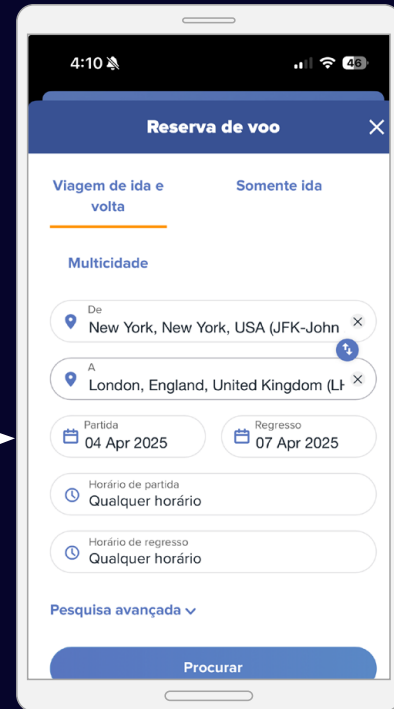 4:10
46
Reserva de voo
Viagem de ida e
volta
Somente ida
Multicidade
De
New York, New York, USA (JFK-John
A
London, England, United Kingdom (LH
Partida
04 Apr 2025
Regresso
07 Apr 2025
Horário de partida
Qualquer horário
Horário de regresso
Qualquer horário
Pesquisa avançada
Procurar